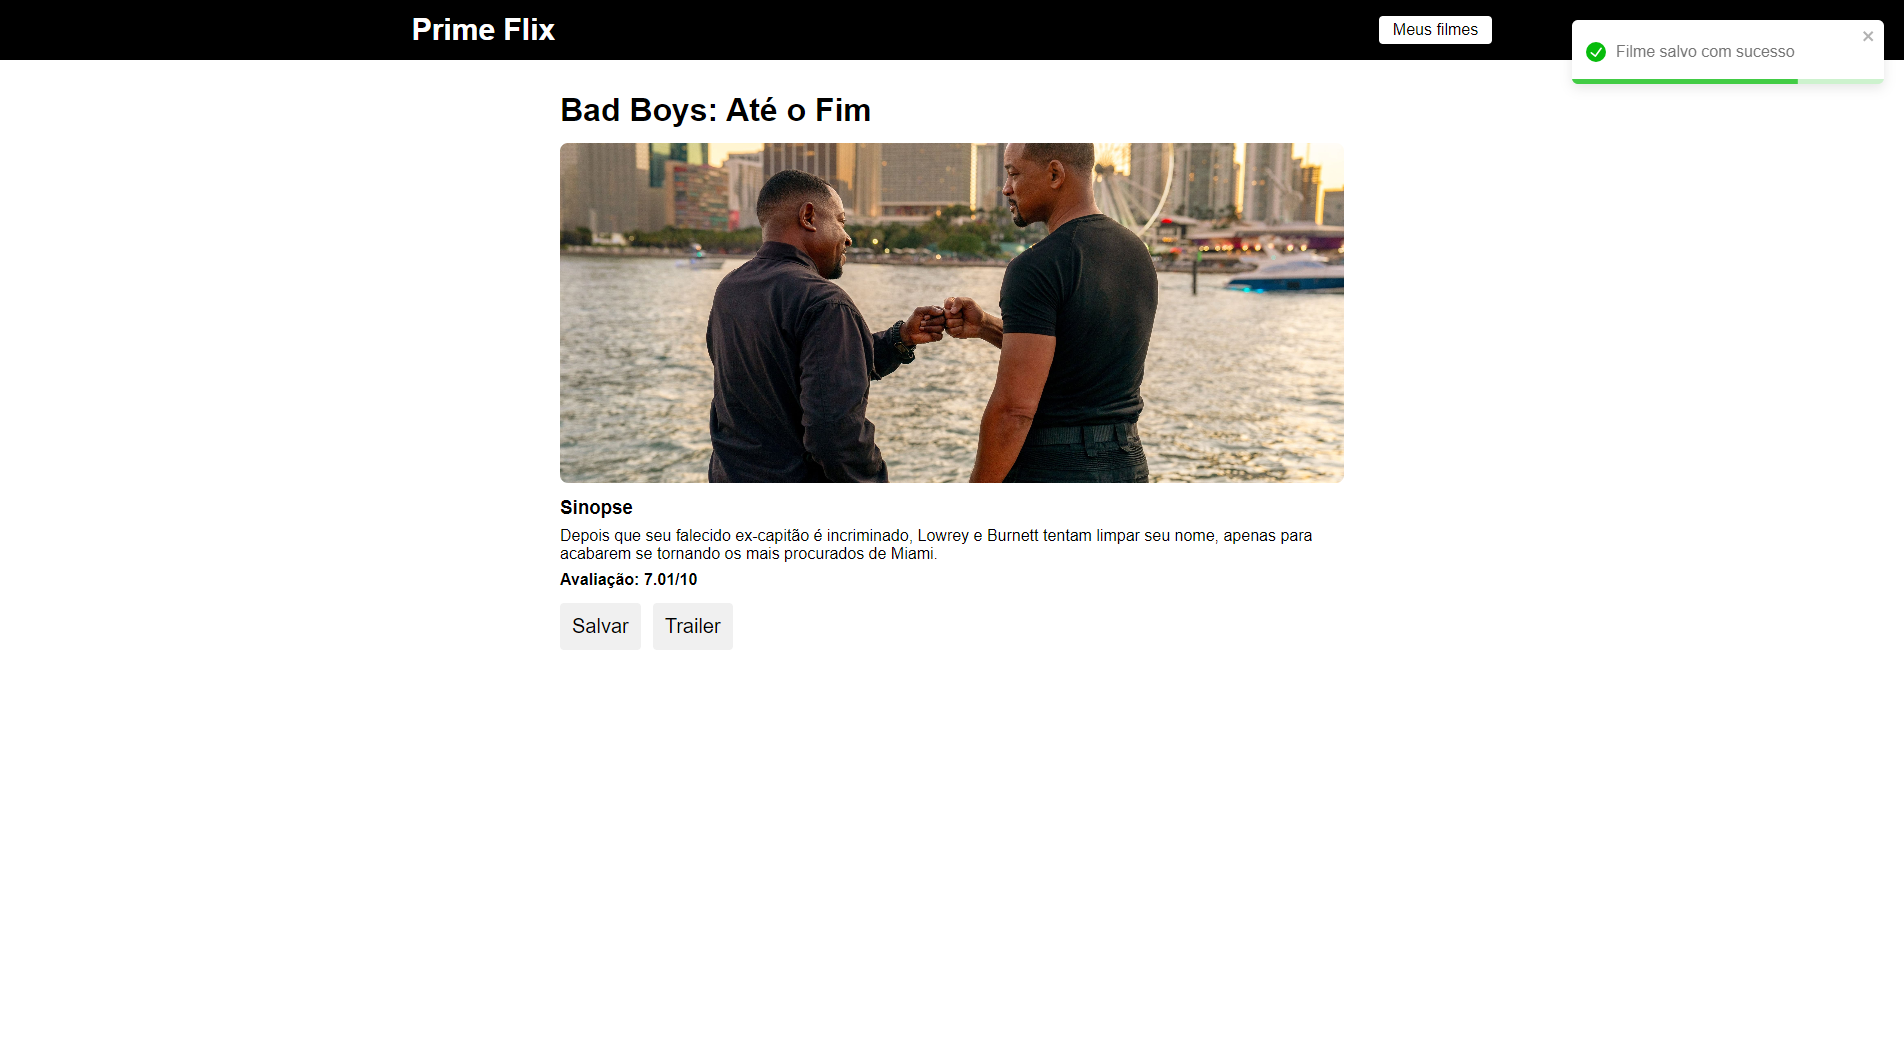 Prime Flix
Meus filmes
Filme salvo com sucesso
Bad Boys: Até o Fim
Sinopse
Depois que seu falecido ex-capitão é incriminado, Lowrey e Burnett tentam limpar seu nome, apenas para
acabarem se tornando os mais procurados de Miami.
Avaliação: 7.01/10
Salvar
Trailer